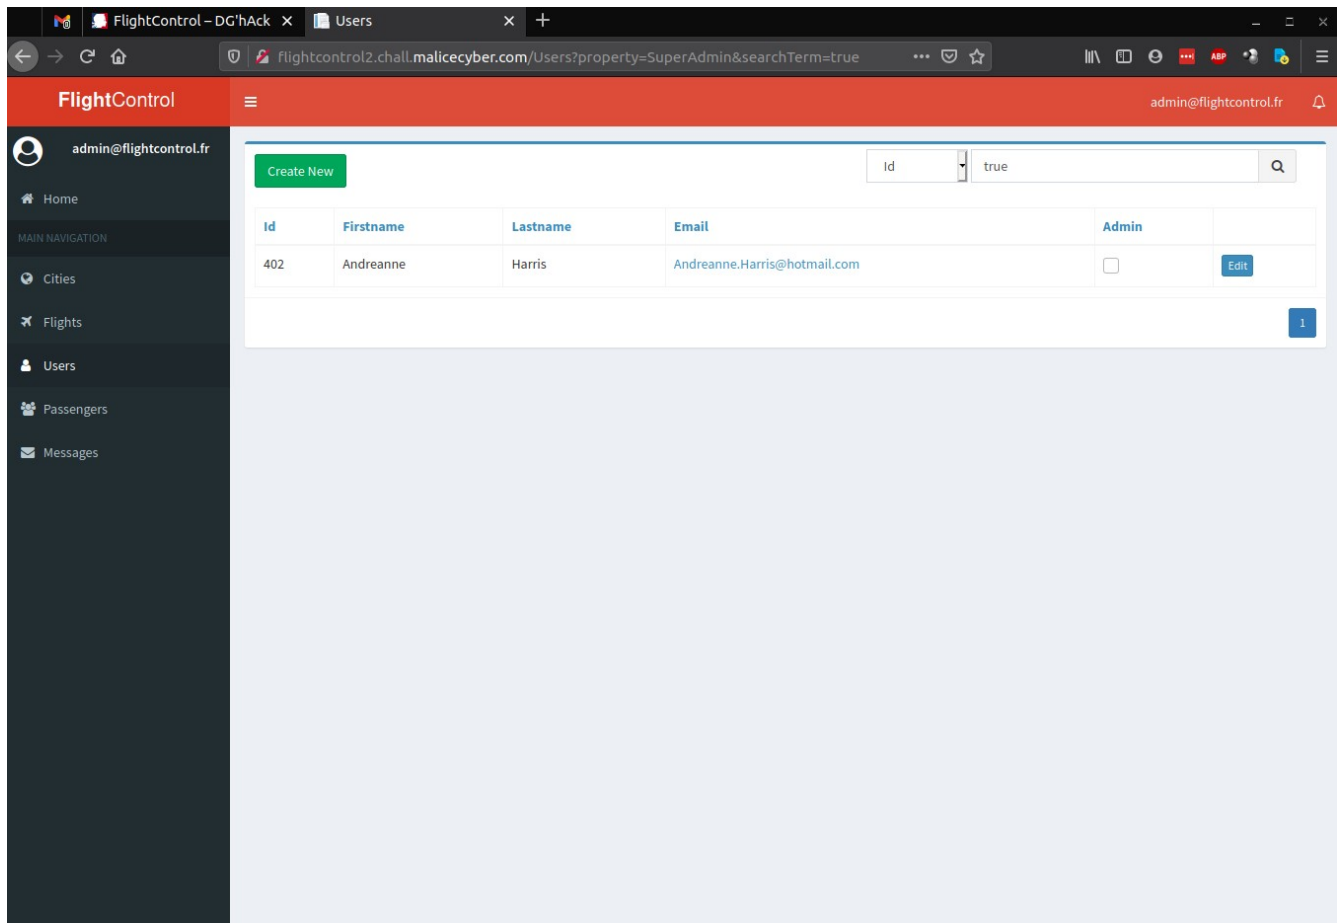 FlightControl – DG'hAck
Users
flightcontrol2.chall.malicecyber.com/Users?property=SuperAdmin&searchTerm=true
ABP
FlightControl
admin@flightcontrol.fr
admin@flightcontrol.fr
Create New
Id
true
Home
Id Firstname Lastname Email Admin
MAIN NAVIGATION
402 Andreanne Harris Andreanne.Harris@hotmail.com Edit
Cities
Flights
1
Users
Passengers
Messages